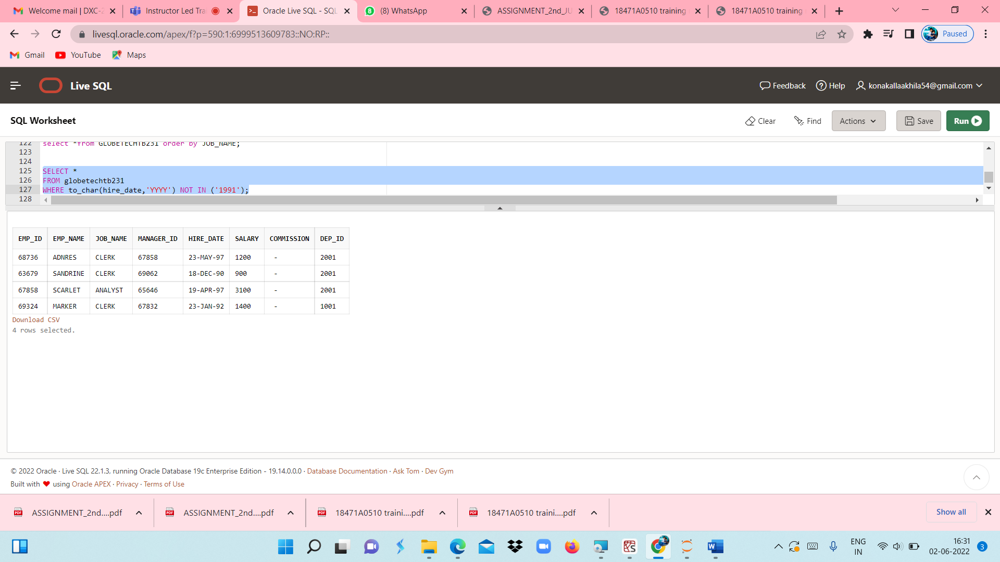 Welcome mail | DXC-2
Instructor Led Trai
Oracle Live SQL - SQL
(8) WhatsApp
ASSIGNMENT_2nd_JU
18471A0510 training
18471A0510 training
livesql.oracle.com/apex/f?p=590:1:6999513609783::NO:RP::
Paused
Gmail YouTube Maps
Live SQL
Feedback Help konakallaakhila54@gmail.com
SQL Worksheet
Clear Find Actions Save Run
122 select *from GLOBETECHTB231 order by JOB_NAME;
123
124
125 SELECT *
126 FROM globetechtb231
127 WHERE to_char(hire_date,'YYYY') NOT IN ('1991');
128
EMP_ID EMP_NAME JOB_NAME MANAGER_ID HIRE_DATE SALARY COMMISSION DEP_ID
68736 ADNRES CLERK 67858 23-MAY-97 1200 - 2001
63679 SANDRINE CLERK 69062 18-DEC-90 900 - 2001
67858 SCARLET ANALYST 65646 19-APR-97 3100 - 2001
69324 MARKER CLERK 67832 23-JAN-92 1400 - 1001
Download CSV
4 rows selected.
© 2022 Oracle · Live SQL 22.1.3, running Oracle Database 19c Enterprise Edition - 19.14.0.0.0 · Database Documentation · Ask Tom · Dev Gym
Built with ❤ using Oracle APEX · Privacy · Terms of Use
ASSIGNMENT_2nd....pdf
ASSIGNMENT_2nd....pdf
18471A0510 traini....pdf
18471A0510 traini....pdf
Show all
ENG 16:31
IN 02-06-2022 3